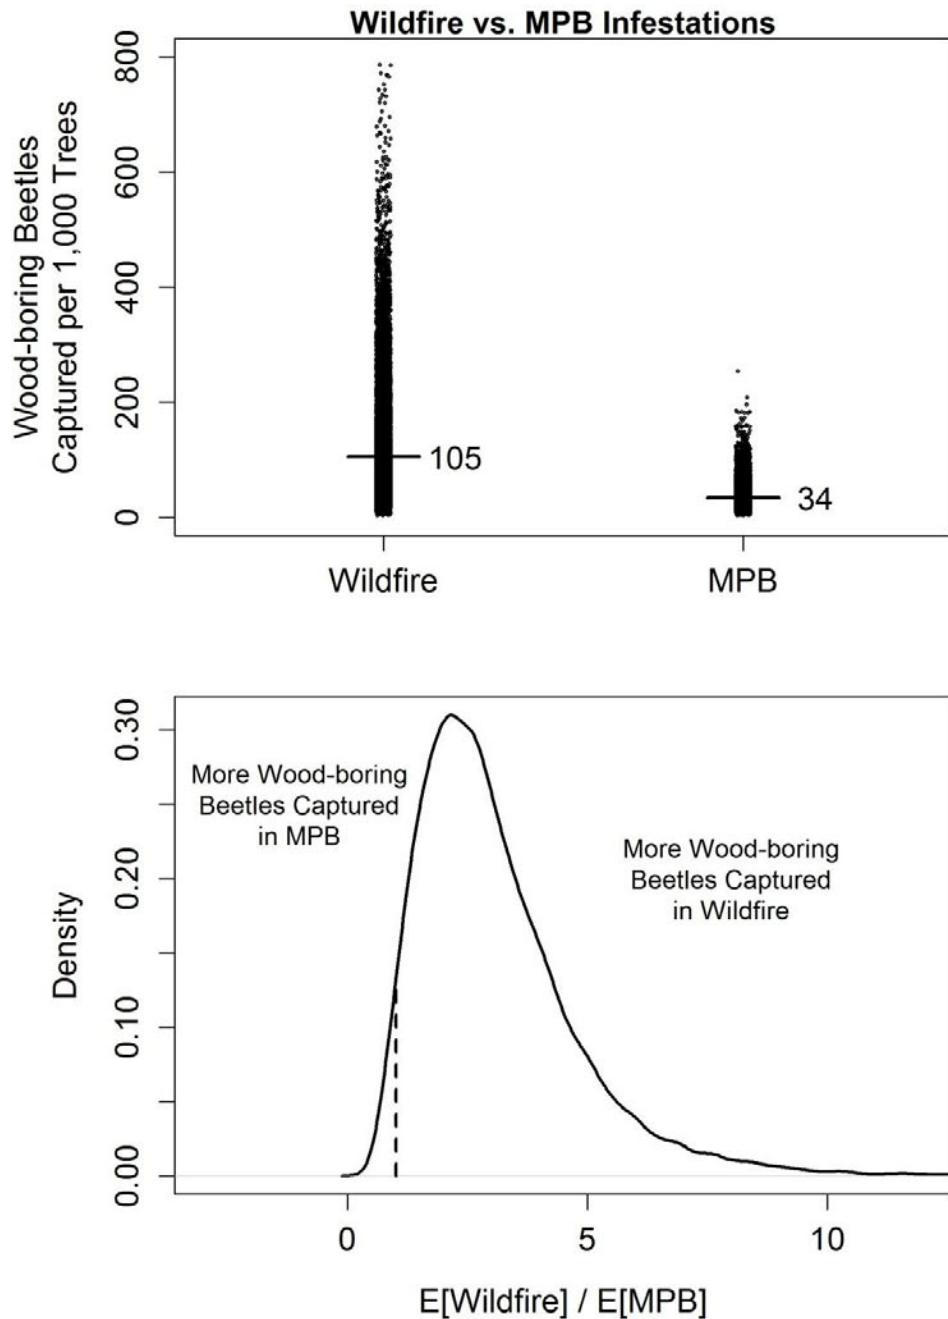 Wildfire vs. MPB Infestations
Wood-boring Beetles
Captured per 1,000 Trees
800
600
400
200
0
105
34
Wildfire
MPB
Density
0.30
0.20
0.10
0.00
More Wood-boring
Beetles Captured
in MPB
More Wood-boring
Beetles Captured
in Wildfire
0
5
10
E[Wildfire] / E[MPB]